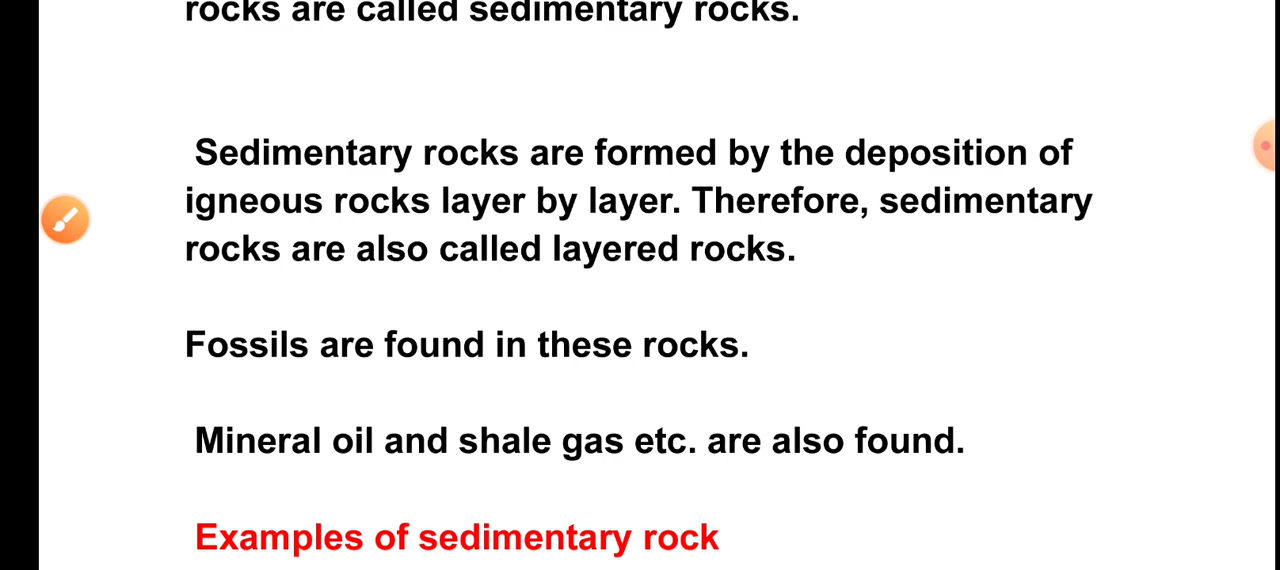 rocks are called sedimentary rocks.
Sedimentary rocks are formed by the deposition of
igneous rocks layer by layer. Therefore, sedimentary
rocks are also called layered rocks.
Fossils are found in these rocks.
Mineral oil and shale gas etc. are also found.
Examples of sedimentary rock